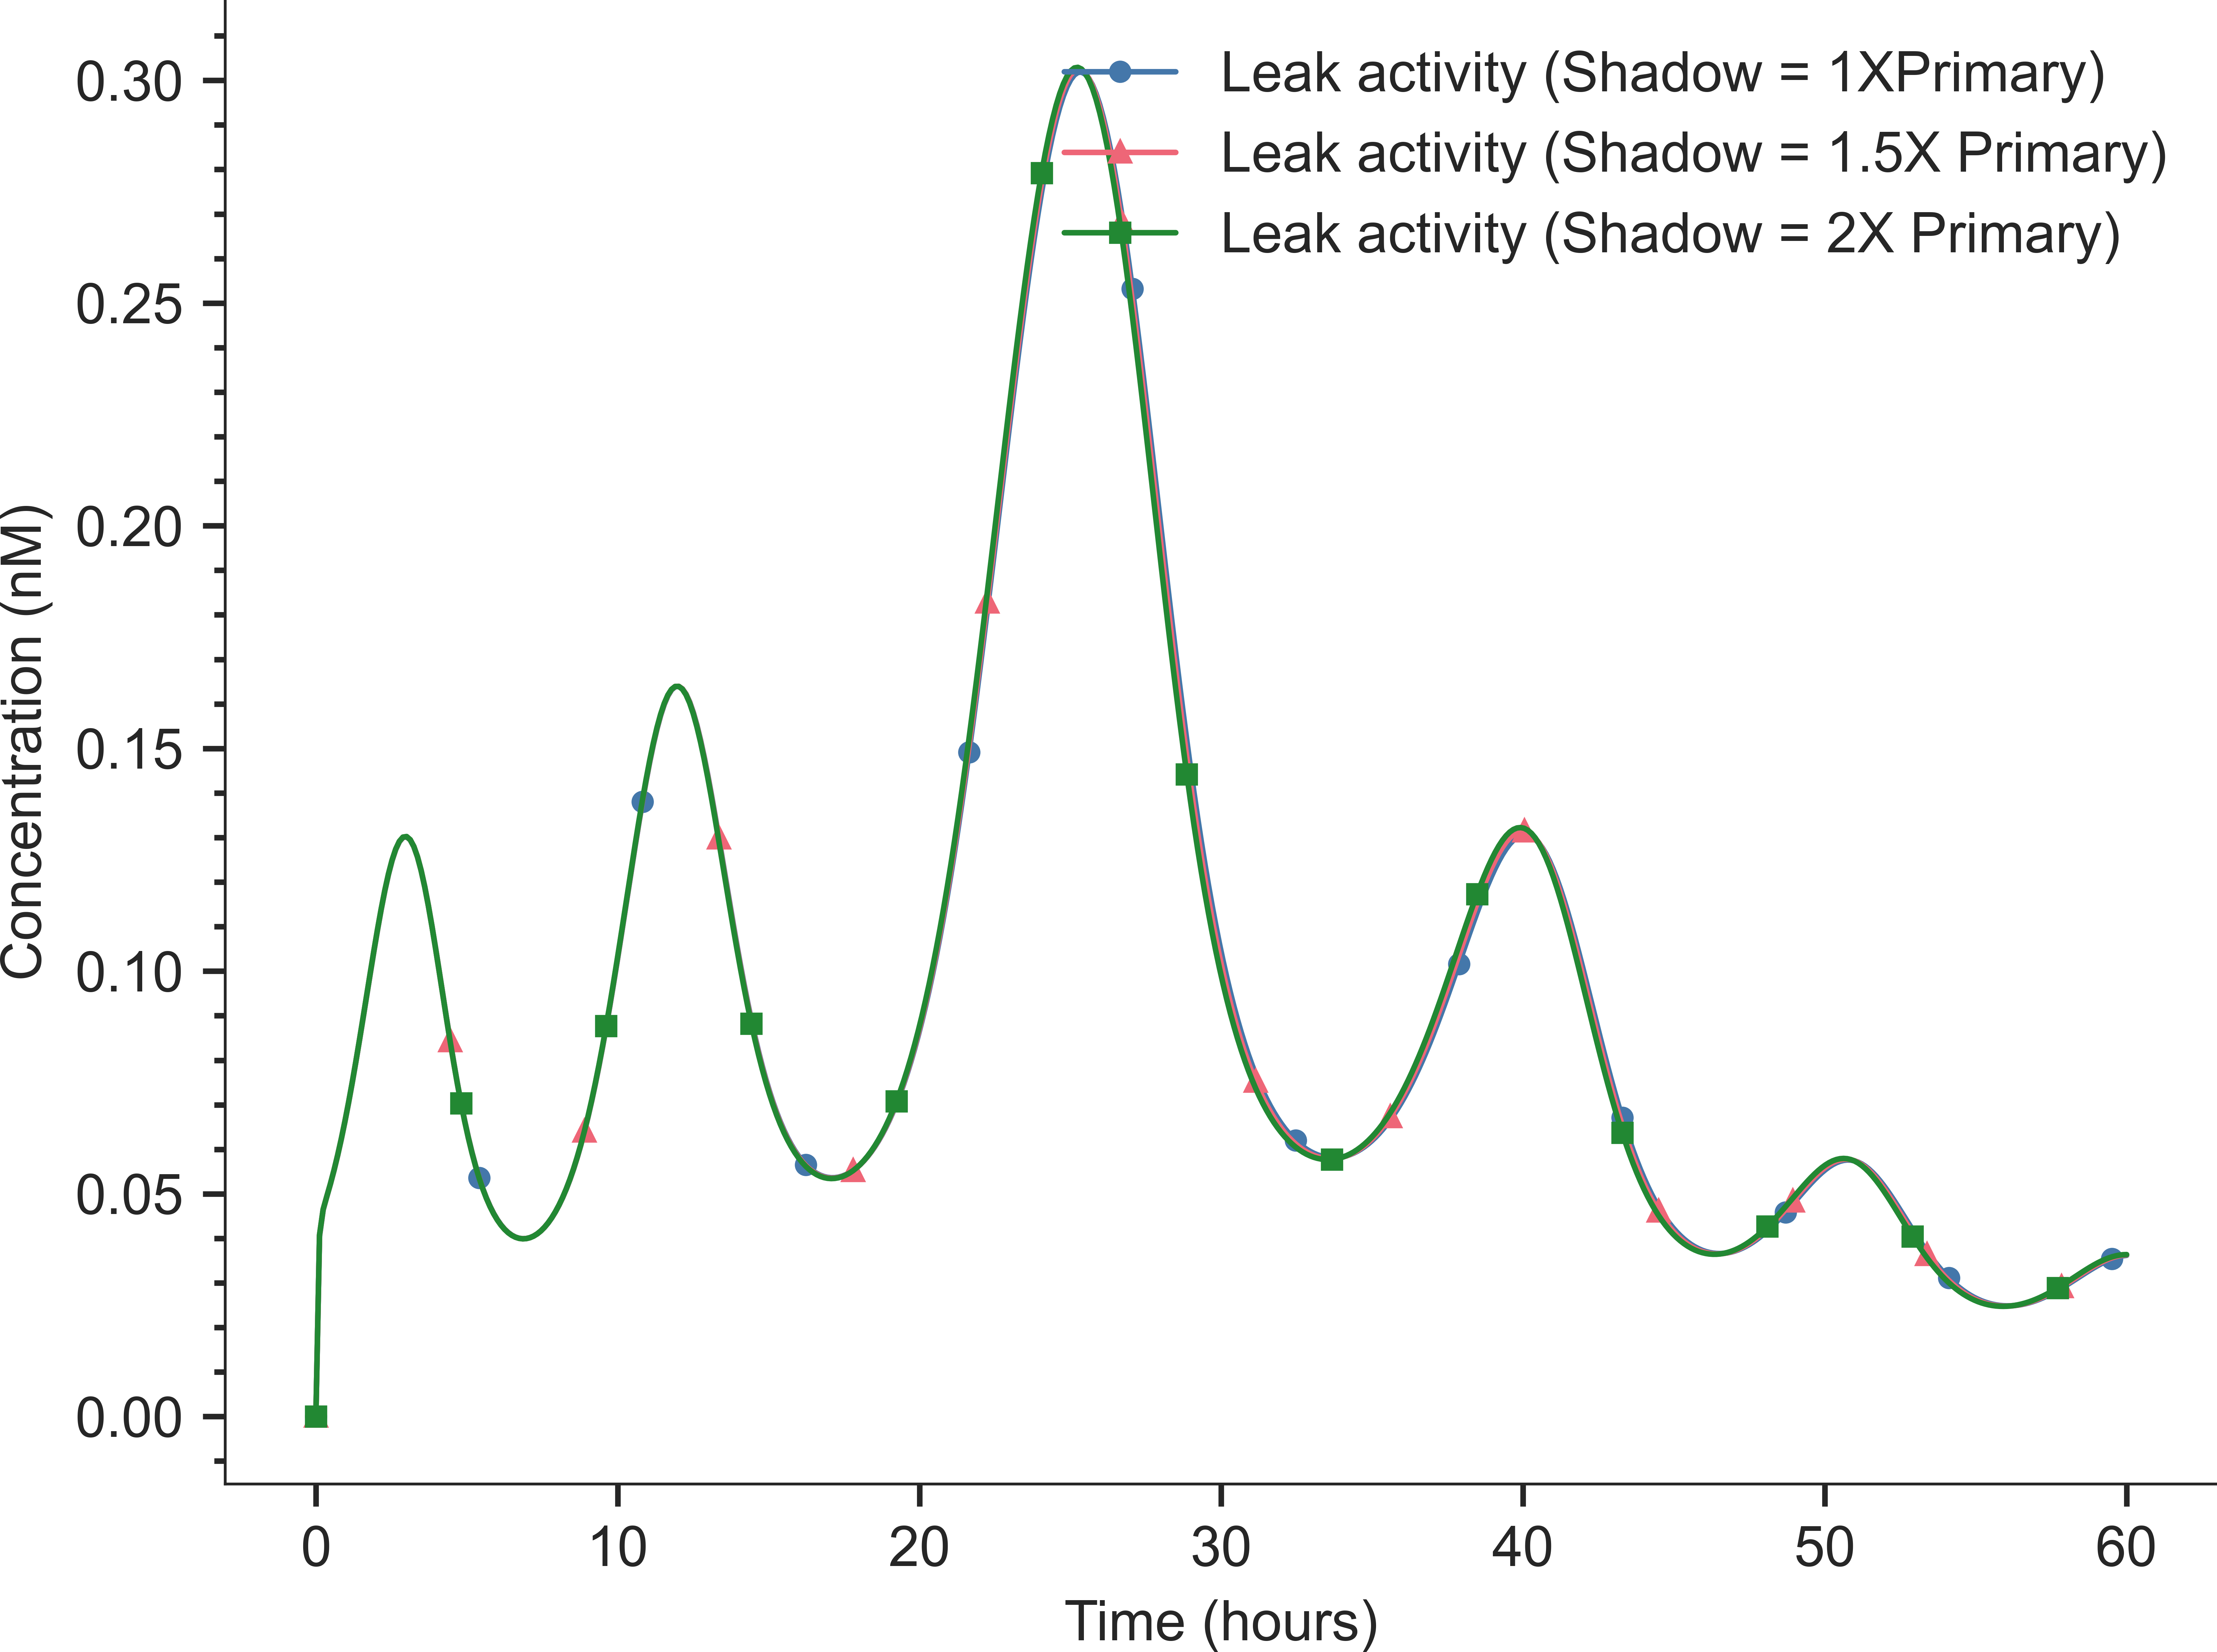 Leak activity (Shadow = 1XPrimary)
Leak activity (Shadow = 1.5X Primary)
Leak activity (Shadow = 2X Primary)
Concentration (nM)
0.30
0.25
0.20
0.15
0.10
0.05
0.00
0 10 20 30 40 50 60
Time (hours)